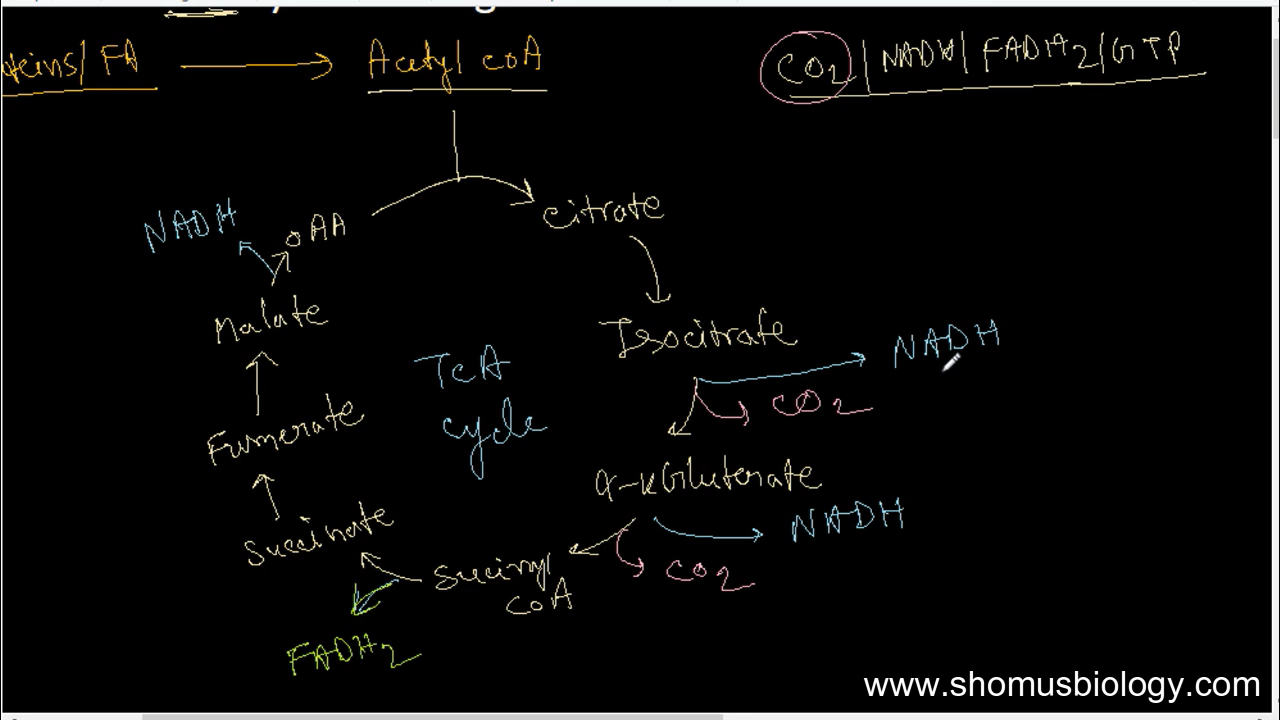 teins/ FA → Acetyl coA
CO2 | NADH | FADH2 / GTP
NADH
OAA
Citrate
Malate
Isocitrate
NADH
TCA
cycle
CO2
Fumerate
α-kGluterate
NADH
Succinate
Succinyl
CoA
CO2
FADH2
www.shomusbiology.com